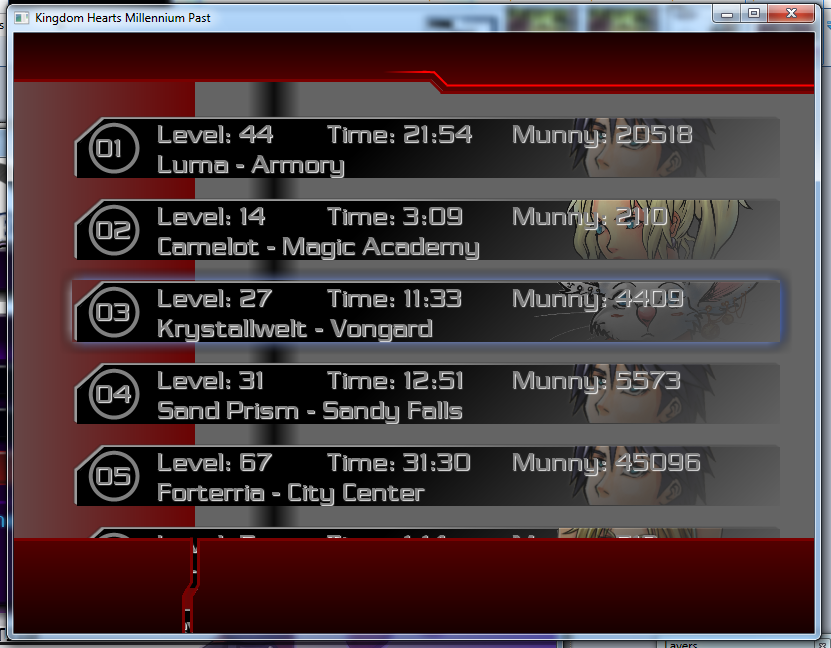 Kingdom Hearts Millennium Past
01
Level: 44 Time: 21:54 Munny: 20518
Luma - Armory
02
Level: 14 Time: 3:09 Munny: 2110
Camelot - Magic Academy
03
Level: 27 Time: 11:33 Munny: 4409
Krystallwelt - Vongard
04
Level: 31 Time: 12:51 Munny: 5573
Sand Prism - Sandy Falls
05
Level: 67 Time: 31:30 Munny: 45096
Forterria - City Center